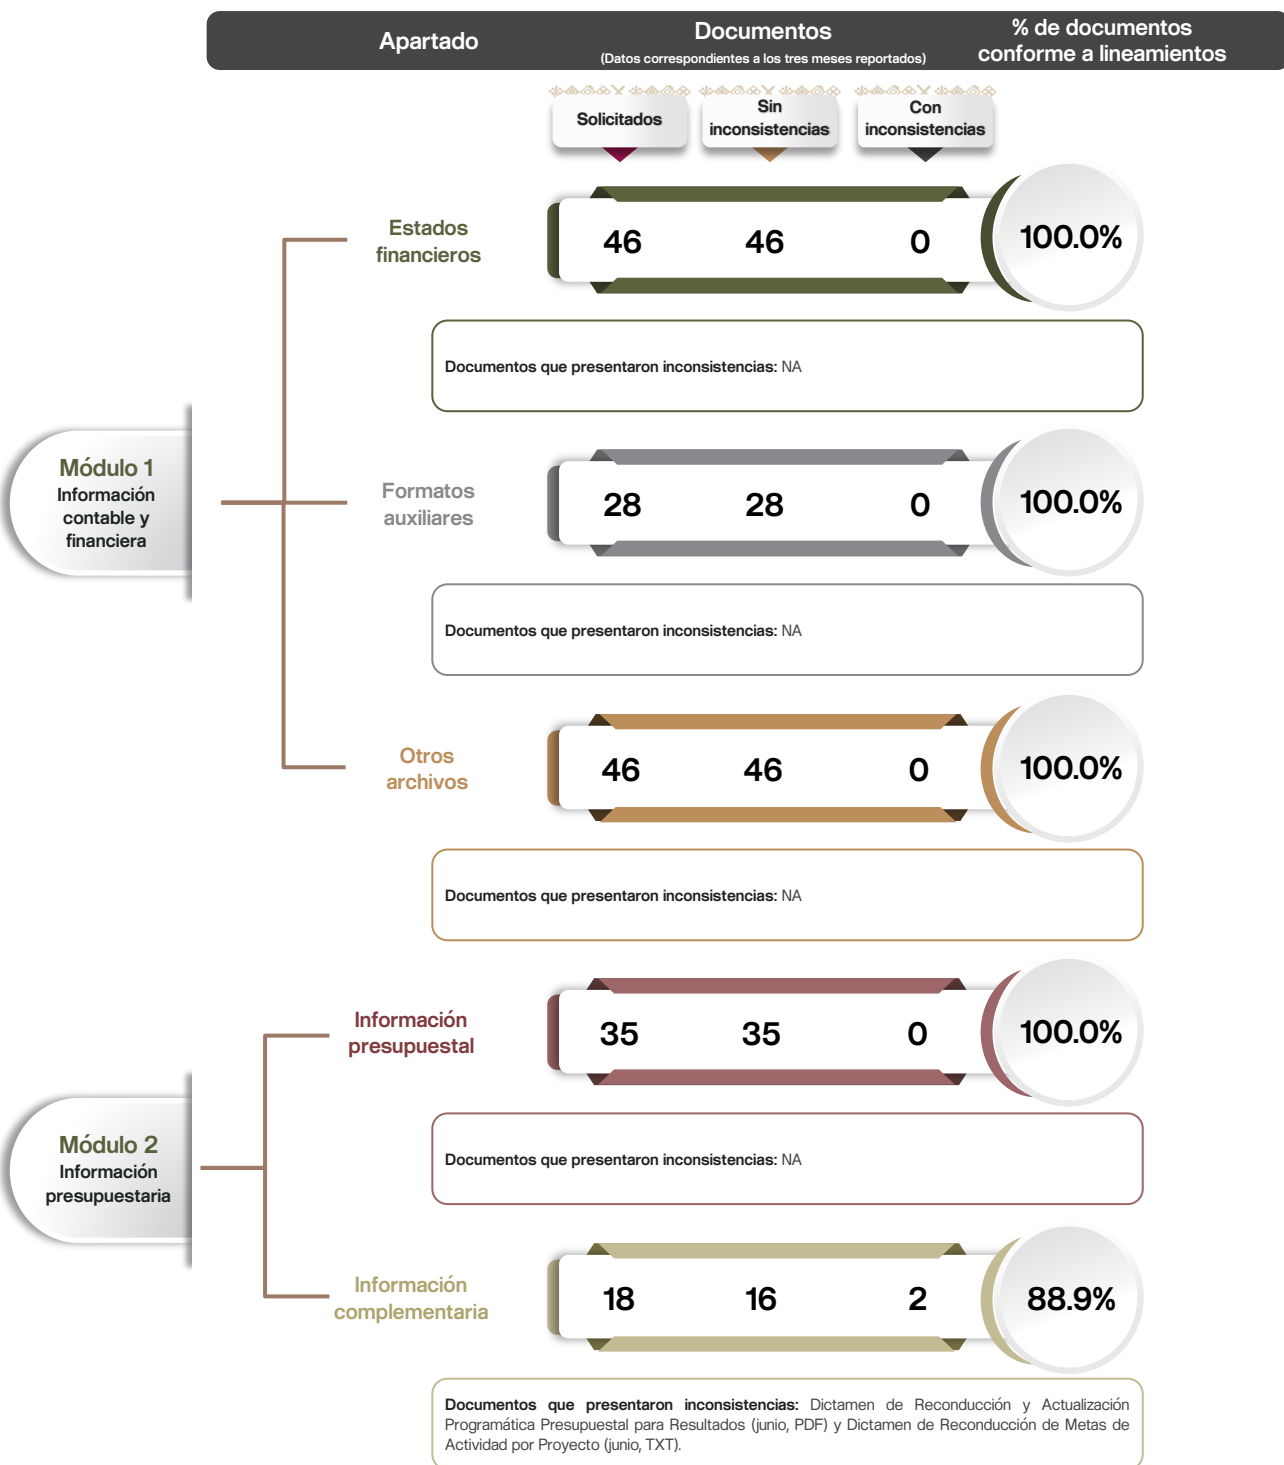 Apartado
Documentos
(Datos correspondientes a los tres meses reportados)
% de documentos
conforme a lineamientos
Solicitados
Sin
inconsistencias
Con
inconsistencias
Módulo 1
Información
contable y
financiera
Estados
financieros
46 46 0 100.0%
Documentos que presentaron inconsistencias: NA
Formatos
auxiliares
28 28 0 100.0%
Documentos que presentaron inconsistencias: NA
Otros
archivos
46 46 0 100.0%
Documentos que presentaron inconsistencias: NA
Módulo 2
Información
presupuestaria
Información
presupuestal
35 35 0 100.0%
Documentos que presentaron inconsistencias: NA
Información
complementaria
18 16 2 88.9%
Documentos que presentaron inconsistencias: Dictamen de Reconducción y Actualización
Programática Presupuestal para Resultados (junio, PDF) y Dictamen de Reconducción de Metas de
Actividad por Proyecto (junio, TXT).